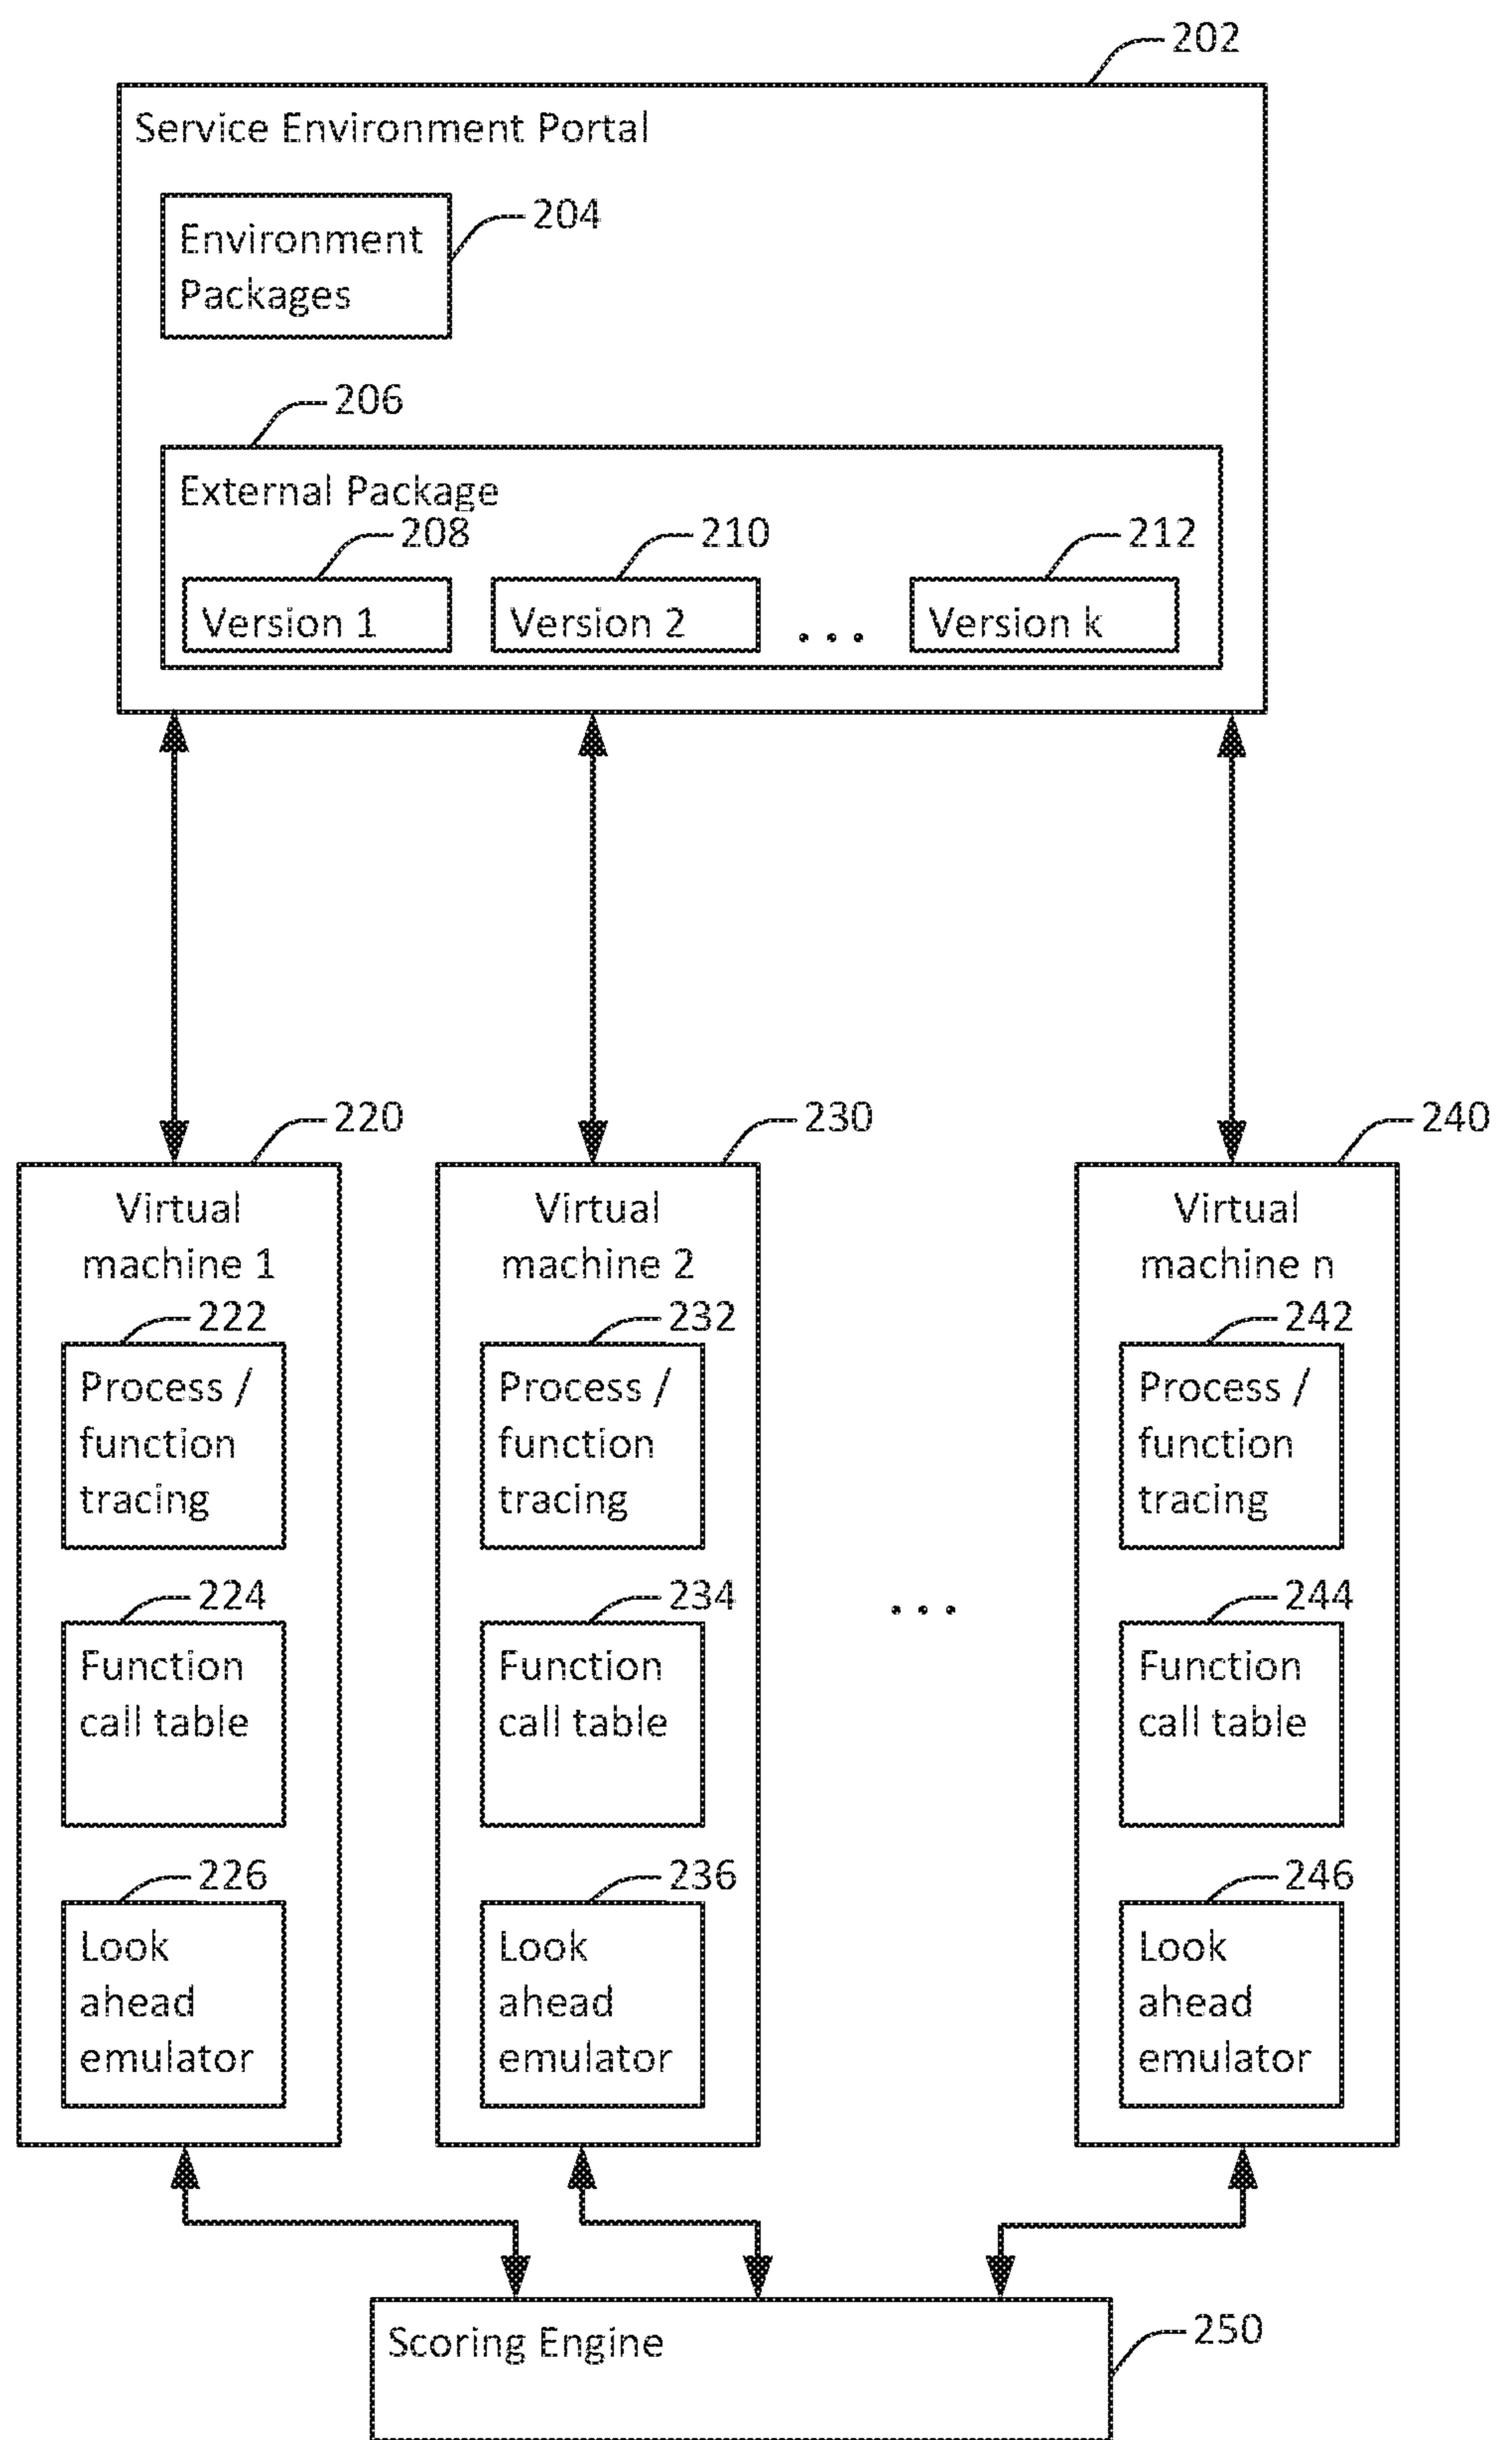 202
Service Environment Portal
204
Environment
Packages
206
External Package
208
210
212
Version 1
Version 2
...
Version k
220
230
240
Virtual
machine 1
222
Process /
function
tracing
224
Function
call table
226
Look
ahead
emulator
Virtual
machine 2
232
Process /
function
tracing
234
Function
call table
236
Look
ahead
emulator
...
Virtual
machine n
242
Process /
function
tracing
244
Function
call table
246
Look
ahead
emulator
Scoring Engine
250